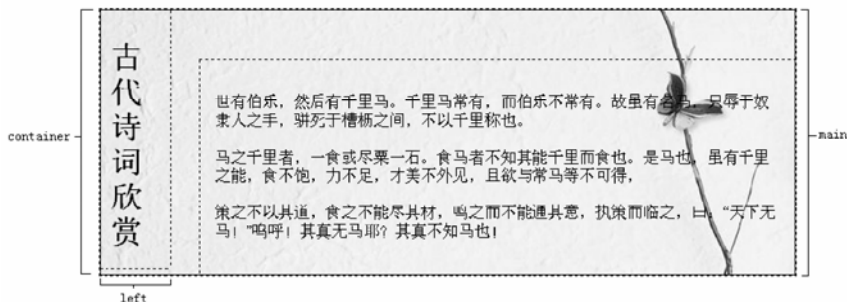 古代诗词欣赏
世有伯乐，然后有千里马。千里马常有，而伯乐不常有。故虽有名马，只辱于奴
隶人之手，骈死于槽枥之间，不以千里称也。
马之千里者，一食或尽粟一石。食马者不知其能千里而食也。是马也，虽有千里
之能，食不饱，力不足，才美不外见，且欲与常马等不可得，
策之不以其道，食之不能尽其材，鸣之而不能通其意，执策而临之，曰：“天下无
马！”呜呼！其真无马耶？其真不知马也！
container
main
left